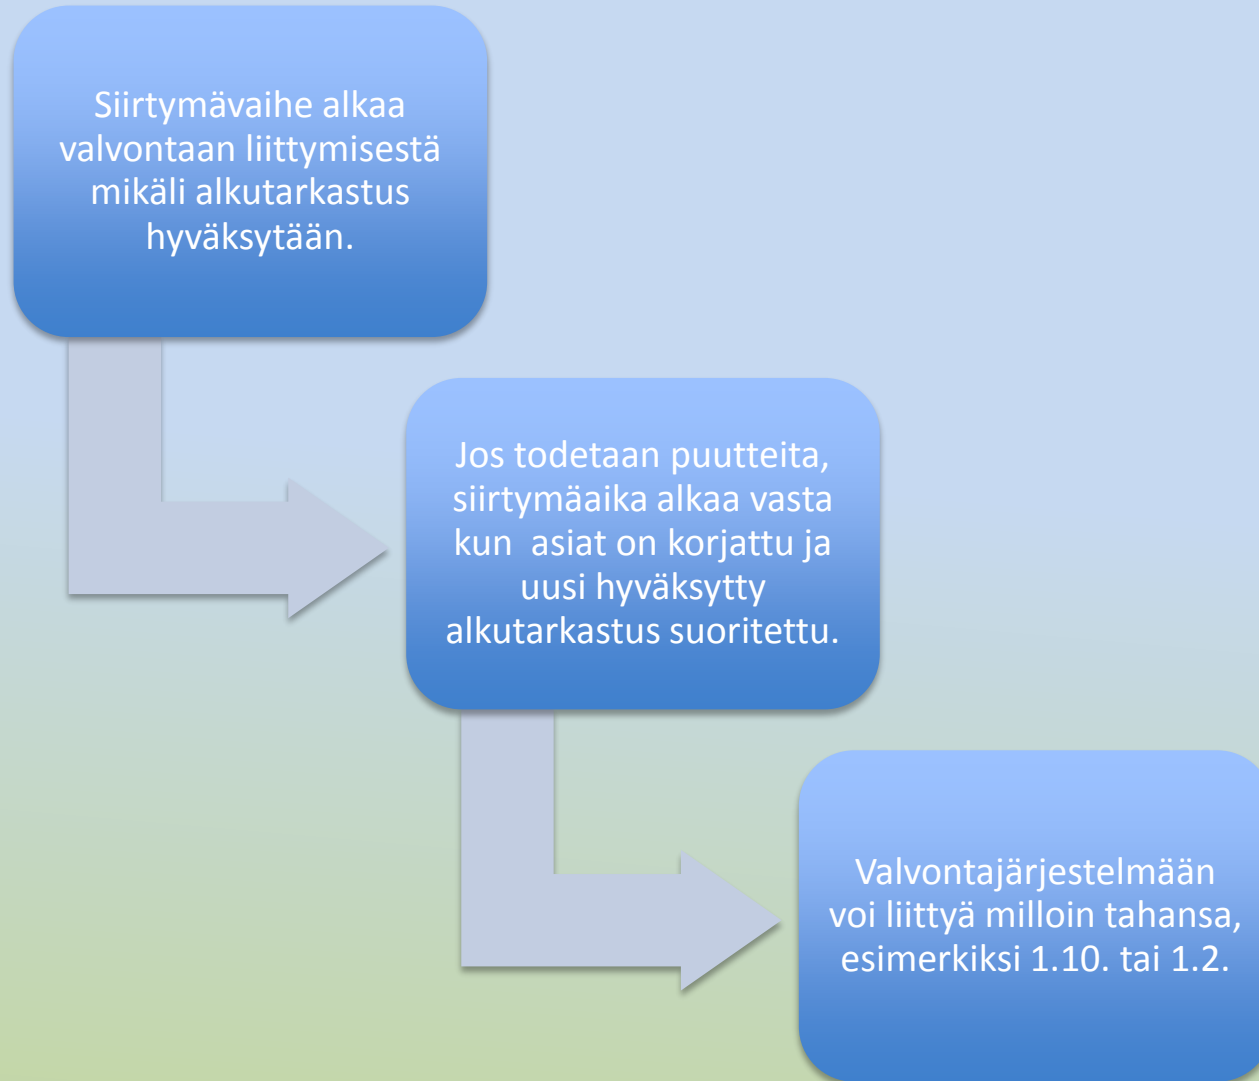 Siirtymävaihe alkaa
valvontaan liittymisestä
mikäli alkutarkastus
hyväksytään.
Jos todetaan puutteita,
siirtymäaika alkaa vasta
kun  asiat on korjattu ja
uusi hyväksytty
alkutarkastus suoritettu.
Valvontajärjestelmään
voi liittyä milloin tahansa,
esimerkiksi 1.10. tai 1.2.